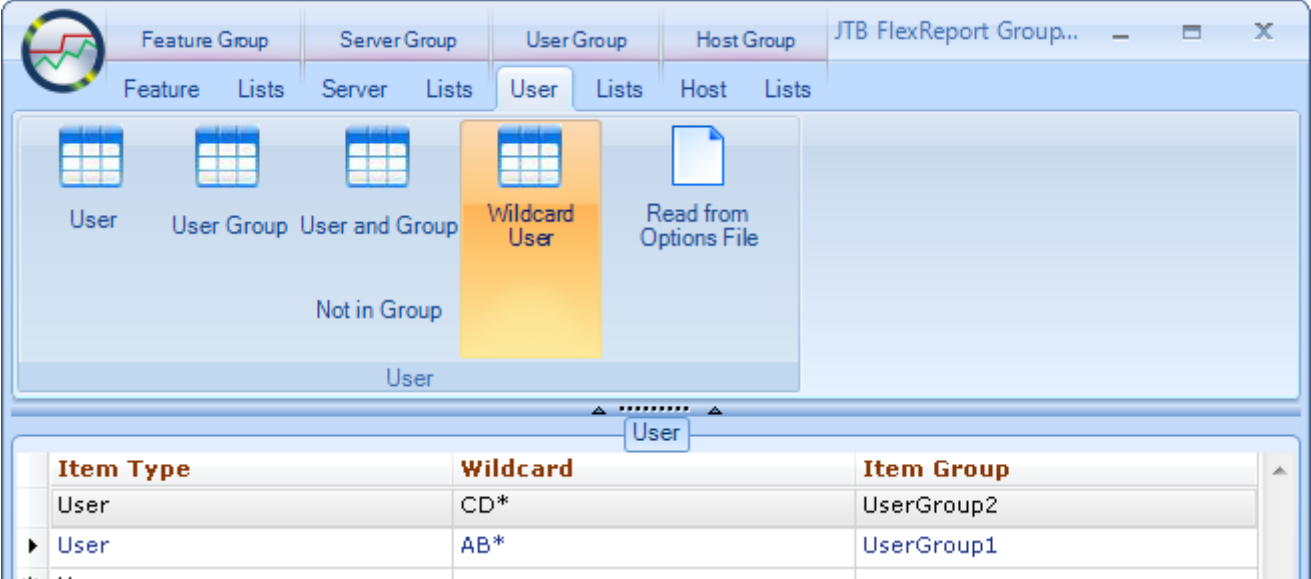 Feature Group Server Group User Group Host Group JTB FlexReport Group...
Feature Lists Server Lists User Lists Host Lists
User User Group User and Group Wildcard User Read from Options File
Not in Group
User
User
Item Type Wildcard Item Group
User CD* UserGroup2
User AB* UserGroup1